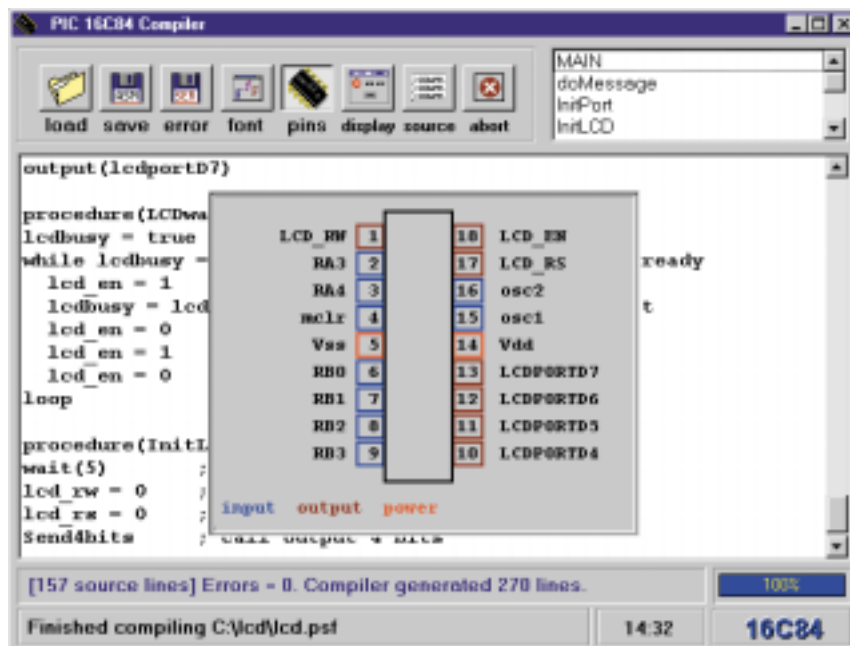 PIC 16C84 Compiler
load save error font pins display source abort
MAIN
doMessage
InitPort
InitLCD
output(lcdportD7)
procedure(LCDwa
lcdbusy = true
while lcdbusy = ready
lcd_en = 1
lcdbusy = lcd t
lcd_en = 0
lcd_en = 1
lcd_en = 0
loop
procedure(InitL
wait(5) ;
lcd_rw = 0 ;
lcd_rs = 0 ;
Send4bits ; call output 4 bits
LCD_RW 1 18 LCD_EN
RA3 2 17 LCD_RS
RA4 3 16 osc2
mclr 4 15 osc1
Vss 5 14 Vdd
RB0 6 13 LCDPORTD7
RB1 7 12 LCDPORTD6
RB2 8 11 LCDPORTD5
RB3 9 10 LCDPORTD4
input output power
[157 source lines] Errors = 0. Compiler generated 270 lines.
100%
Finished compiling C:\lcd\lcd.psf
14:32
16C84